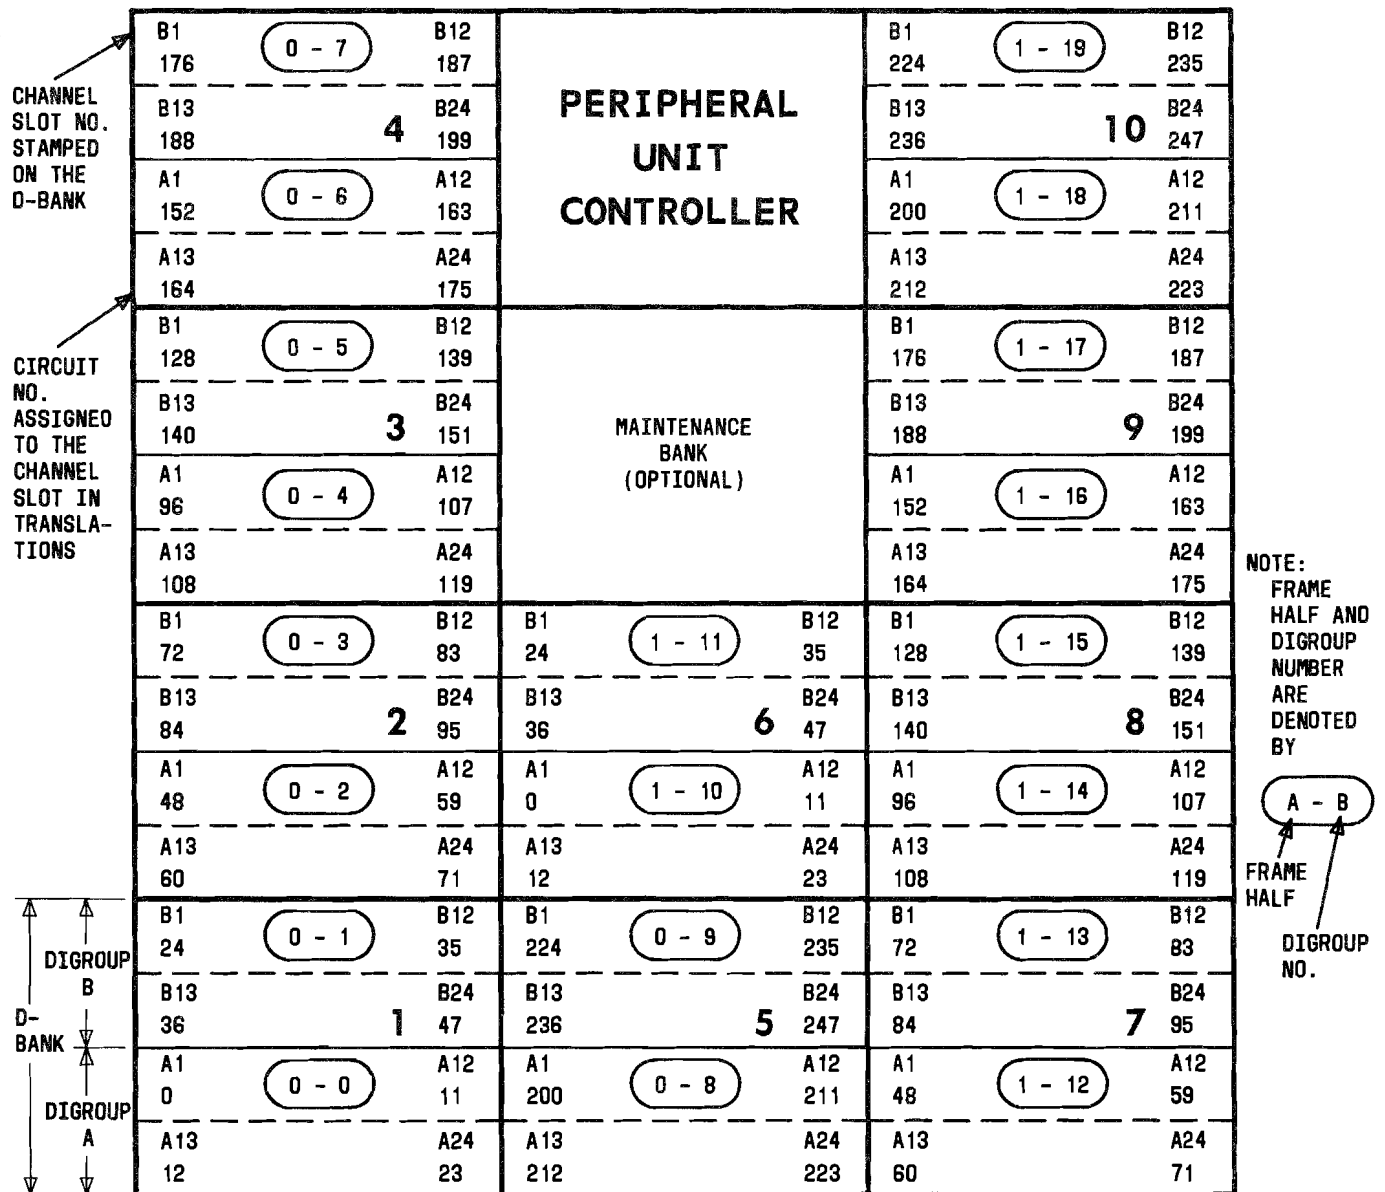 CHANNEL
SLOT NO.
STAMPED
ON THE
D-BANK
CIRCUIT
NO.
ASSIGNED
TO THE
CHANNEL
SLOT IN
TRANSLA-
TIONS
B1 0 - 7 B12
176 187
B13 B24
188 4 199
A1 0 - 6 A12
152 163
A13 A24
164 175
PERIPHERAL
UNIT
CONTROLLER
B1 1 - 19 B12
224 235
B13 B24
236 10 247
A1 1 - 18 A12
200 211
A13 A24
212 223
B1 0 - 5 B12
128 139
B13 B24
140 3 151
A1 0 - 4 A12
96 107
A13 A24
108 119
MAINTENANCE
BANK
(OPTIONAL)
B1 1 - 17 B12
176 187
B13 B24
188 9 199
A1 1 - 16 A12
152 163
A13 A24
164 175
B1 0 - 3 B12
72 83
B13 B24
84 2 95
A1 0 - 2 A12
48 59
A13 A24
60 71
B1 1 - 11 B12
24 35
B13 B24
36 6 47
A1 1 - 10 A12
0 11
A13 A24
12 23
B1 1 - 15 B12
128 139
B13 B24
140 8 151
A1 1 - 14 A12
96 107
A13 A24
108 119
NOTE:
FRAME
HALF AND
DIGROUP
NUMBER
ARE
DENOTED
BY
A - B
FRAME
HALF
DIGROUP
NO.
D-
BANK
DIGROUP
B
DIGROUP
A
B1 0 - 1 B12
24 35
B13 B24
36 1 47
A1 0 - 0 A12
0 11
A13 A24
12 23
B1 0 - 9 B12
224 235
B13 B24
236 5 247
A1 0 - 8 A12
200 211
A13 A24
212 223
B1 1 - 13 B12
72 83
B13 B24
84 7 95
A1 1 - 12 A12
48 59
A13 A24
60 71